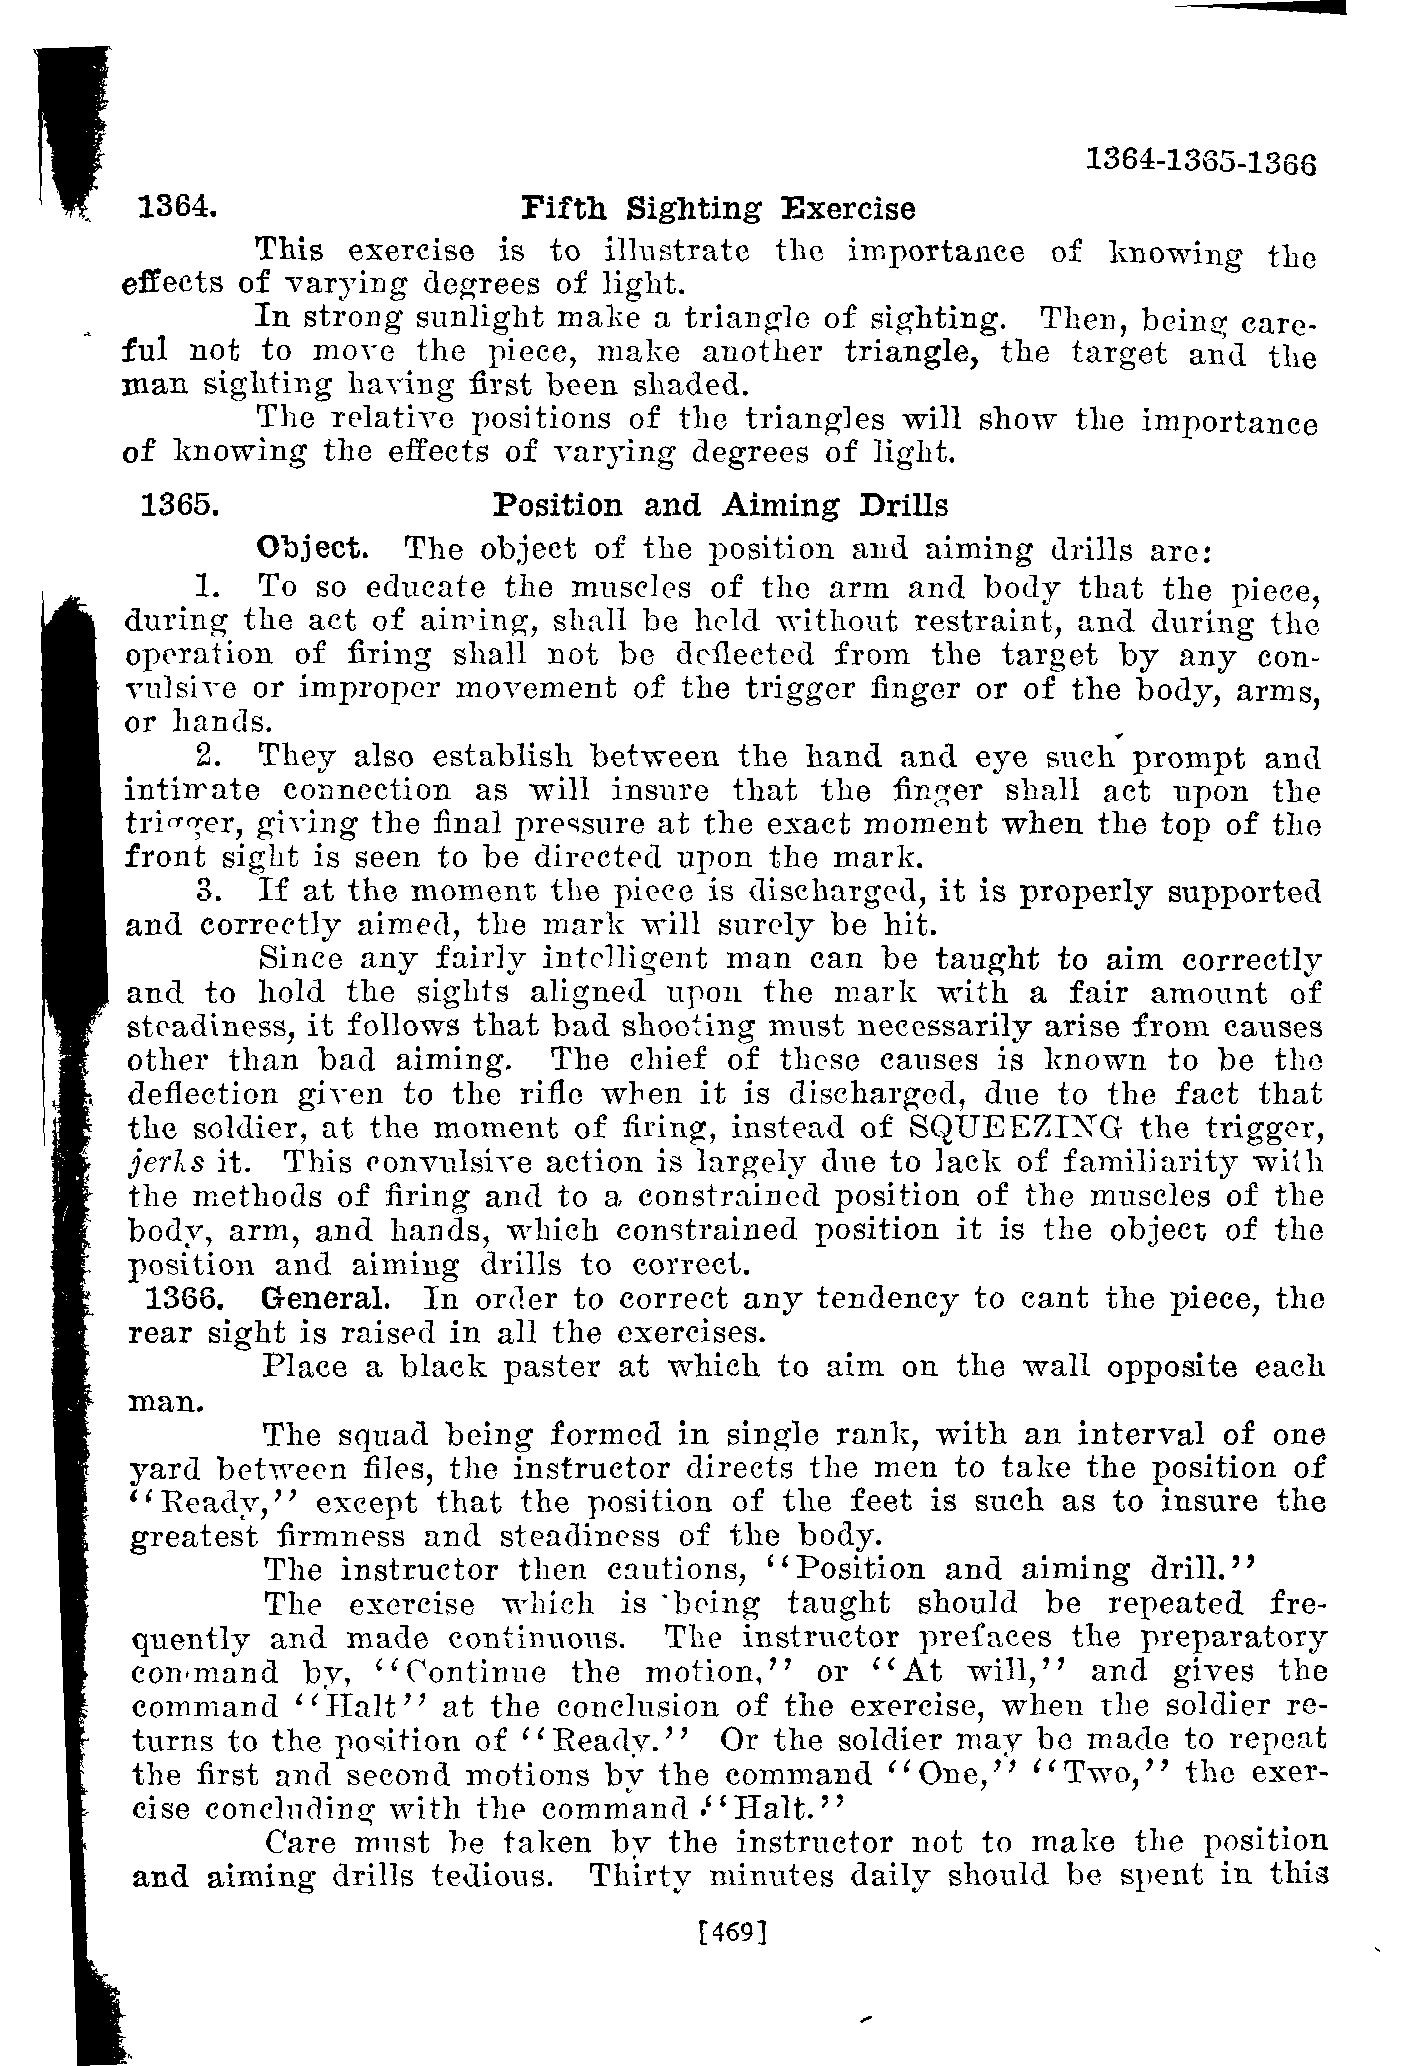 1364-1365-1366
1364. Fifth Sighting Exercise
This exercise is to illustrate the importance of knowing the
effects of varying degrees of light.
In strong sunlight make a triangle of sighting. Then, being care-
ful not to move the piece, make another triangle, the target and the
man sighting having first been shaded.
The relative positions of the triangles will show the importance
of knowing the effects of varying degrees of light.
1365. Position and Aiming Drills
Object. The object of the position and aiming drills are:
1. To so educate the muscles of the arm and body that the piece,
during the act of aiming, shall be held without restraint, and during the
operation of firing shall not be deflected from the target by any con-
vulsive or improper movement of the trigger finger or of the body, arms,
or hands.
2. They also establish between the hand and eye such prompt and
intimate connection as will insure that the finger shall act upon the
trigger, giving the final pressure at the exact moment when the top of the
front sight is seen to be directed upon the mark.
3. If at the moment the piece is discharged, it is properly supported
and correctly aimed, the mark will surely be hit.
Since any fairly intelligent man can be taught to aim correctly
and to hold the sights aligned upon the mark with a fair amount of
steadiness, it follows that bad shooting must necessarily arise from causes
other than bad aiming. The chief of these causes is known to be the
deflection given to the rifle when it is discharged, due to the fact that
the soldier, at the moment of firing, instead of SQUEEZING the trigger,
jerks it. This convulsive action is largely due to lack of familiarity with
the methods of firing and to a constrained position of the muscles of the
body, arm, and hands, which constrained position it is the object of the
position and aiming drills to correct.
1366. General. In order to correct any tendency to cant the piece, the
rear sight is raised in all the exercises.
Place a black paster at which to aim on the wall opposite each
man.
The squad being formed in single rank, with an interval of one
yard between files, the instructor directs the men to take the position of
"Ready," except that the position of the feet is such as to insure the
greatest firmness and steadiness of the body.
The instructor then cautions, "Position and aiming drill."
The exercise which is being taught should be repeated fre-
quently and made continuous. The instructor prefaces the preparatory
command by, "Continue the motion," or "At will," and gives the
command "Halt" at the conclusion of the exercise, when the soldier re-
turns to the position of "Ready." Or the soldier may be made to repeat
the first and second motions by the command "One," "Two," the exer-
cise concluding with the command "Halt."
Care must be taken by the instructor not to make the position
and aiming drills tedious. Thirty minutes daily should be spent in this
[469]